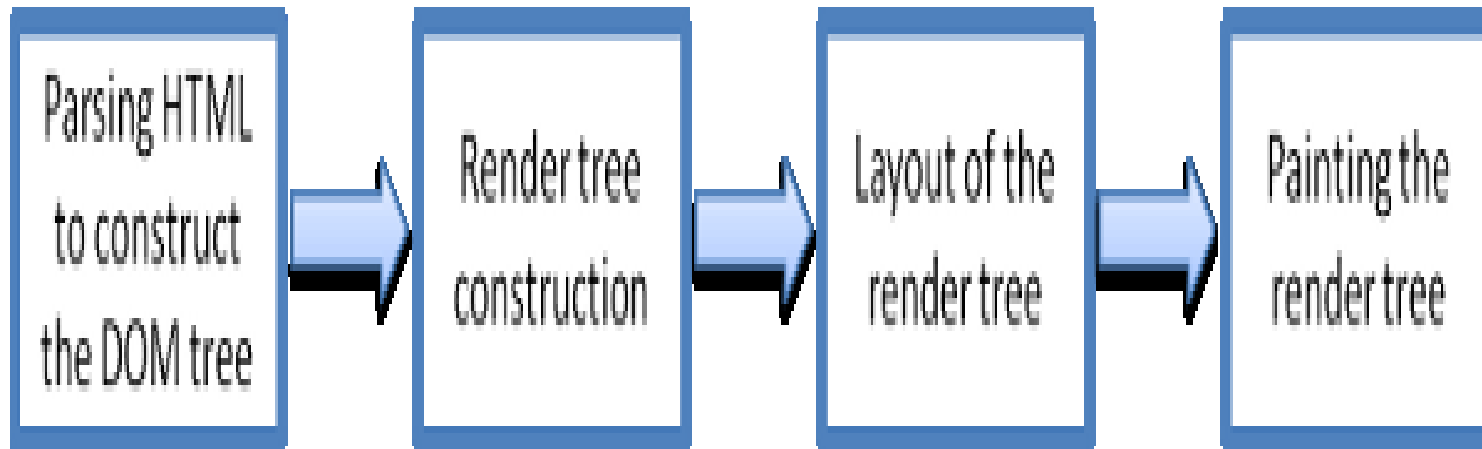 Parsing HTML
to construct
the DOM tree
Render tree
construction
Layout of the
render tree
Painting the
render tree